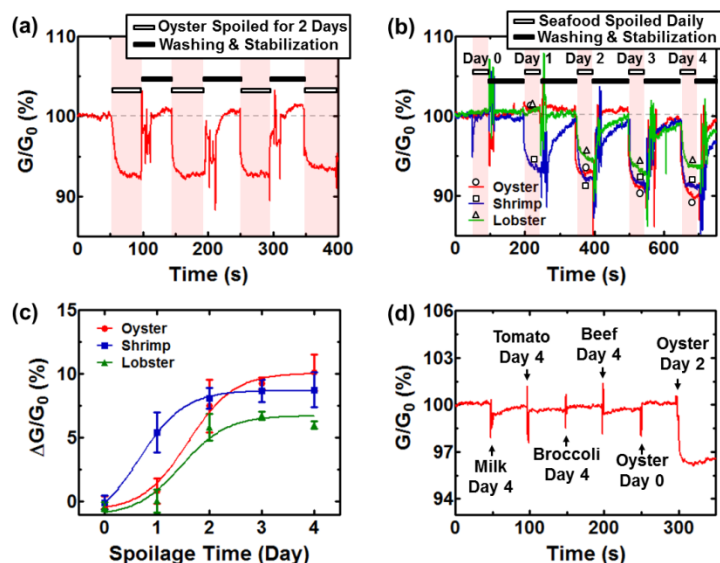 (a)
Oyster Spoiled for 2 Days
Washing & Stabilization
110
100
90
G/G0 (%)
0 100 200 300 400
Time (s)
(b)
Seafood Spoiled Daily
Washing & Stabilization
Day 0 Day 1 Day 2 Day 3 Day 4
110
100
90
G/G0 (%)
Oyster
Shrimp
Lobster
0 200 400 600
Time (s)
(c)
Oyster
Shrimp
Lobster
15
10
5
0
ΔG/G0 (%)
0 1 2 3 4
Spoilage Time (Day)
(d)
106
103
100
97
94
G/G0 (%)
Tomato
Day 4
Beef
Day 4
Oyster
Day 2
Milk
Day 4
Broccoli
Day 4
Oyster
Day 0
0 100 200 300
Time (s)